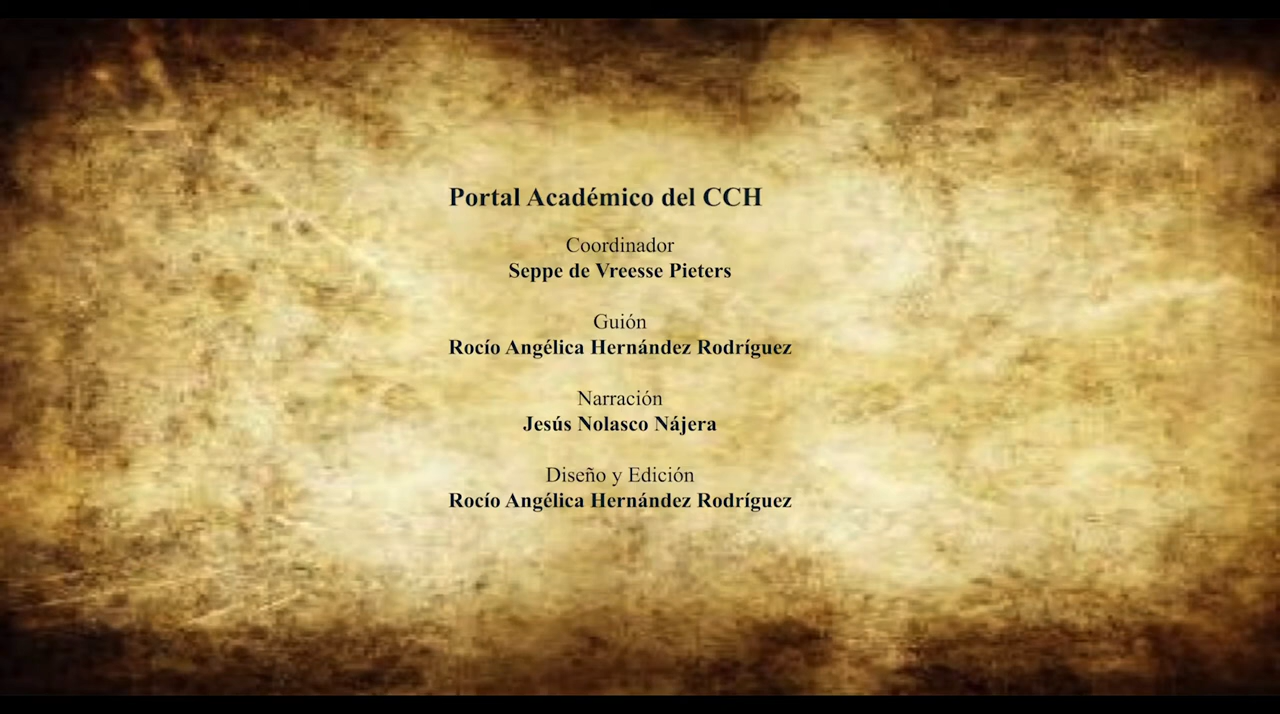 Portal Académico del CCH
Coordinador
Seppe de Vreesse Pieters
Guión
Rocío Angélica Hernández Rodríguez
Narración
Jesús Nolasco Nájera
Diseño y Edición
Rocío Angélica Hernández Rodríguez